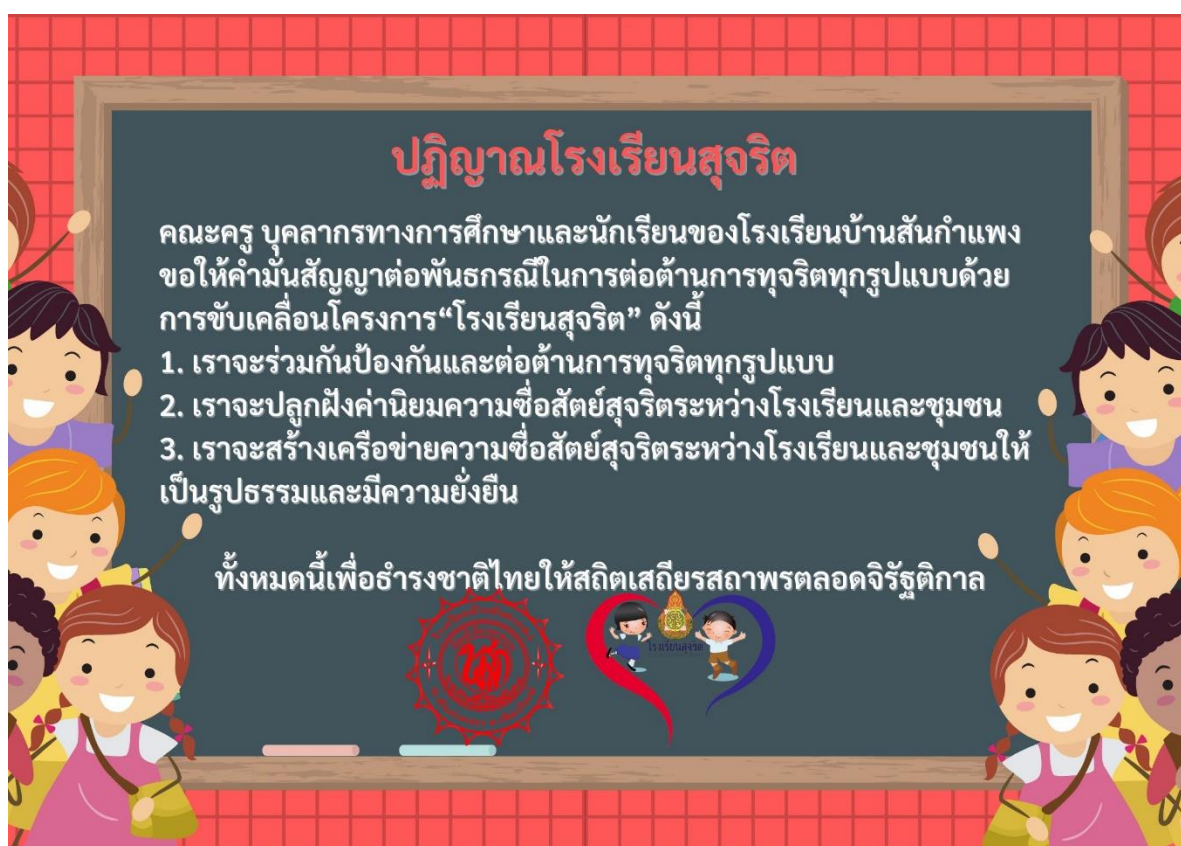 ปฏิญาณโรงเรียนสุจริต
คณะครู บุคลากรทางการศึกษาและนักเรียนของโรงเรียนบ้านสันกำแพง
ขอให้คำมั่นสัญญาต่อพันธกรณีในการต่อต้านการทุจริตทุกรูปแบบด้วย
การขับเคลื่อนโครงการ“โรงเรียนสุจริต” ดังนี้
1. เราจะร่วมกันป้องกันและต่อต้านการทุจริตทุกรูปแบบ
2. เราจะปลูกฝังค่านิยมความซื่อสัตย์สุจริตระหว่างโรงเรียนและชุมชน
3. เราจะสร้างเครือข่ายความซื่อสัตย์สุจริตระหว่างโรงเรียนและชุมชนให้
เป็นรูปธรรมและมีความยั่งยืน
ทั้งหมดนี้เพื่อธำรงชาติไทยให้สถิตเสถียรสถาพรตลอดจิรัฐติกาล
โรงเรียนสุจริต